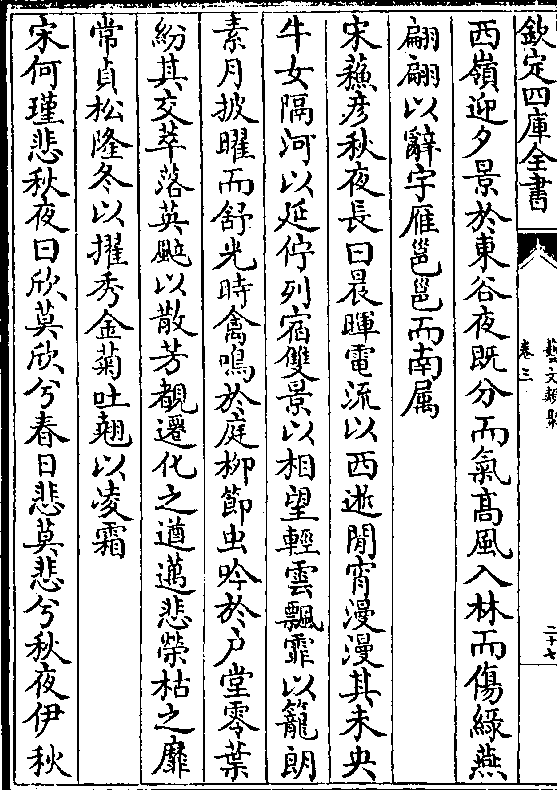 欽定四庫全書
藝文類聚
卷三
二十七
西嶺迎夕景於東谷夜既分而氣高風入林而傷緑燕
翩翩以辭宇雁邕邕而南属
宋蘓彦秋夜長曰晨暉電流以西逝閒宵漫漫其未央
牛女隔河以延佇列宿雙景以相望輕雲飄霏以籠朗
素月披曜而舒光時禽鳴於庭柳節虫吟於户堂零葉
紛其交萃落英颯以散芳覩遷化之遒邁悲榮枯之靡
常貞松隆冬以擢秀金菊吐翹以凌霜
宋何瑾悲秋夜曰欣莫欣兮春日悲莫悲兮秋夜伊秋